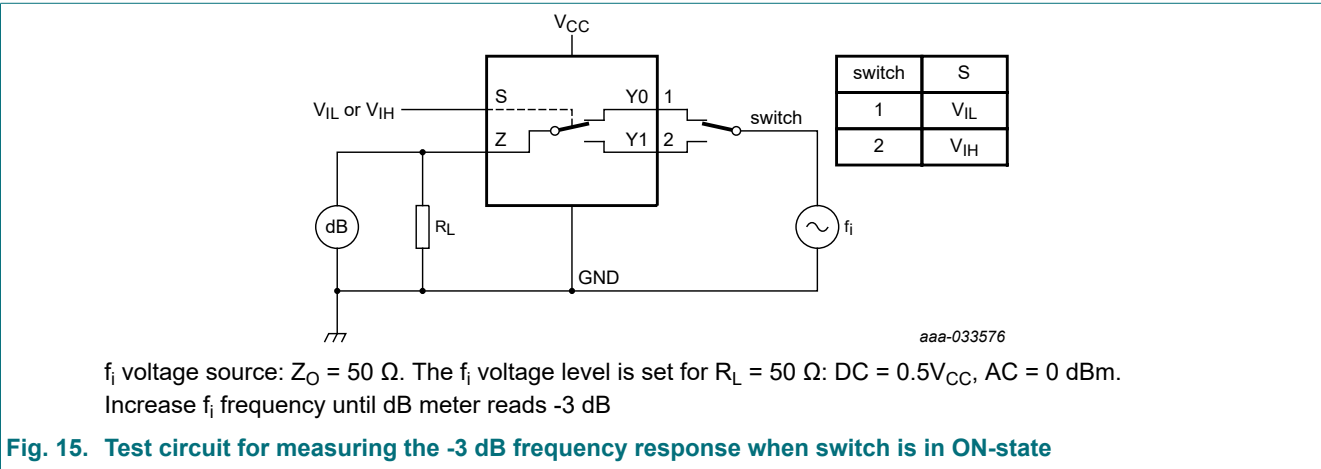 VCC
switch S
1 VIL
2 VIH
VIL or VIH
S
Z
Y0 1
Y1 2
switch
dB
RL
fi
GND
aaa-033576
fi voltage source: ZO = 50 Ω. The fi voltage level is set for RL = 50 Ω: DC = 0.5VCC, AC = 0 dBm.
Increase fi frequency until dB meter reads -3 dB
Fig. 15. Test circuit for measuring the -3 dB frequency response when switch is in ON-state